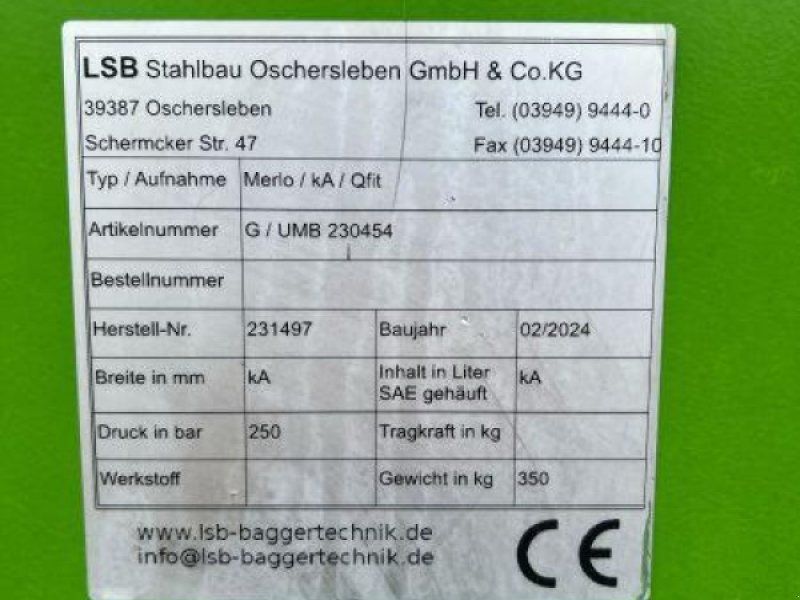 LSB Stahlbau Oschersleben GmbH & Co.KG
39387 Oschersleben Tel. (03949) 9444-0
Schermcker Str. 47 Fax (03949) 9444-10
Typ / Aufnahme Merlo / kA / Qfit
Artikelnummer G / UMB 230454
Bestellnummer
Herstell-Nr. 231497 Baujahr 02/2024
Breite in mm kA Inhalt in Liter SAE gehäuft kA
Druck in bar 250 Tragkraft in kg
Werkstoff Gewicht in kg 350
www.lsb-baggertechnik.de
info@lsb-baggertechnik.de
CE